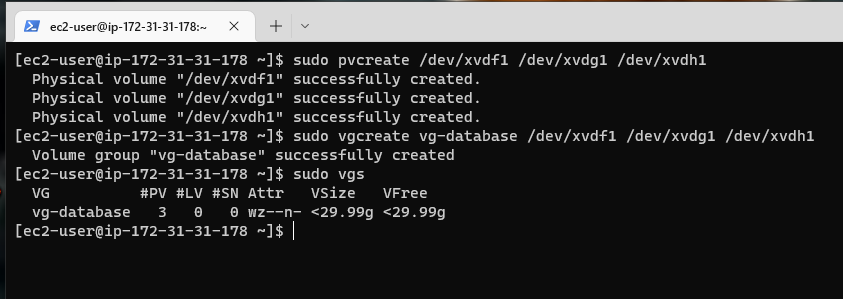 ec2-user@ip-172-31-31-178:~
[ec2-user@ip-172-31-31-178 ~]$ sudo pvcreate /dev/xvdf1 /dev/xvdg1 /dev/xvdh1
  Physical volume "/dev/xvdf1" successfully created.
  Physical volume "/dev/xvdg1" successfully created.
  Physical volume "/dev/xvdh1" successfully created.
[ec2-user@ip-172-31-31-178 ~]$ sudo vgcreate vg-database /dev/xvdf1 /dev/xvdg1 /dev/xvdh1
  Volume group "vg-database" successfully created
[ec2-user@ip-172-31-31-178 ~]$ sudo vgs
  VG          #PV #LV #SN Attr   VSize   VFree
  vg-database   3   0   0 wz--n- <29.99g <29.99g
[ec2-user@ip-172-31-31-178 ~]$